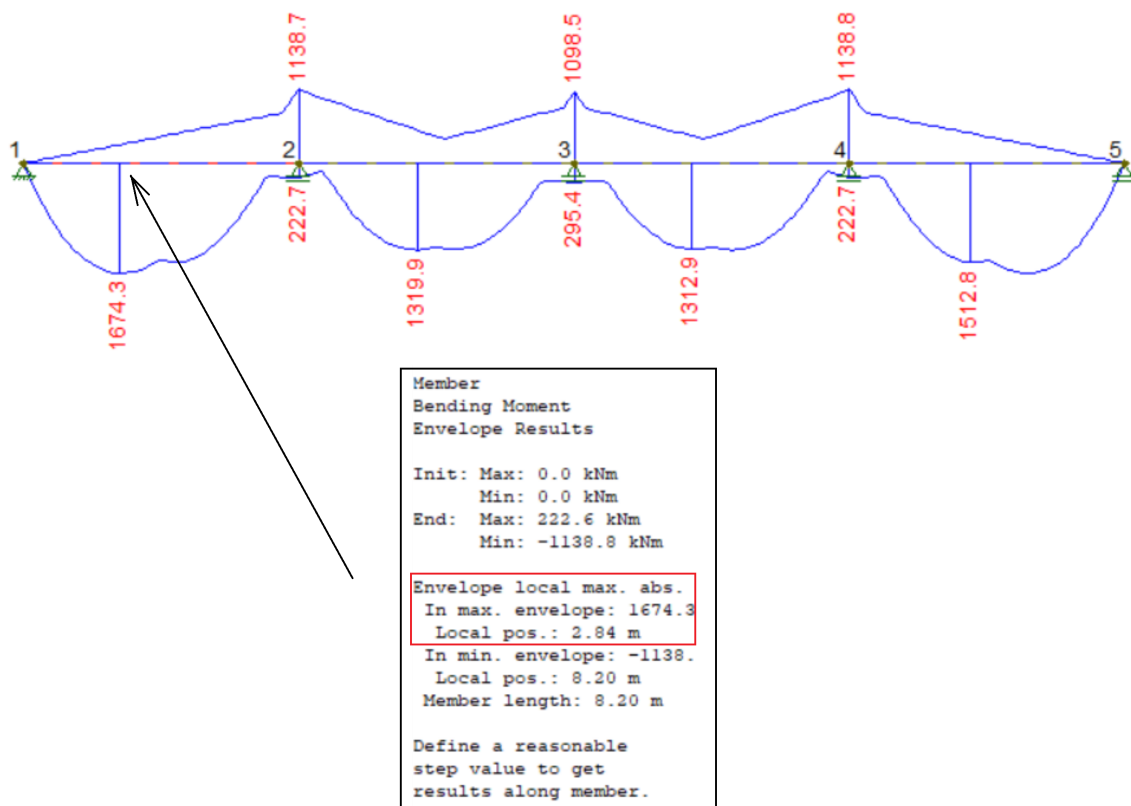 1138.7
1098.5
1138.8
1
2
3
4
5
222.7
295.4
222.7
1674.3
1319.9
1312.9
1512.8
Member
Bending Moment
Envelope Results
Init: Max: 0.0 kNm
Min: 0.0 kNm
End: Max: 222.6 kNm
Min: -1138.8 kNm
Envelope local max. abs.
In max. envelope: 1674.3
Local pos.: 2.84 m
In min. envelope: -1138.
Local pos.: 8.20 m
Member length: 8.20 m
Define a reasonable
step value to get
results along member.